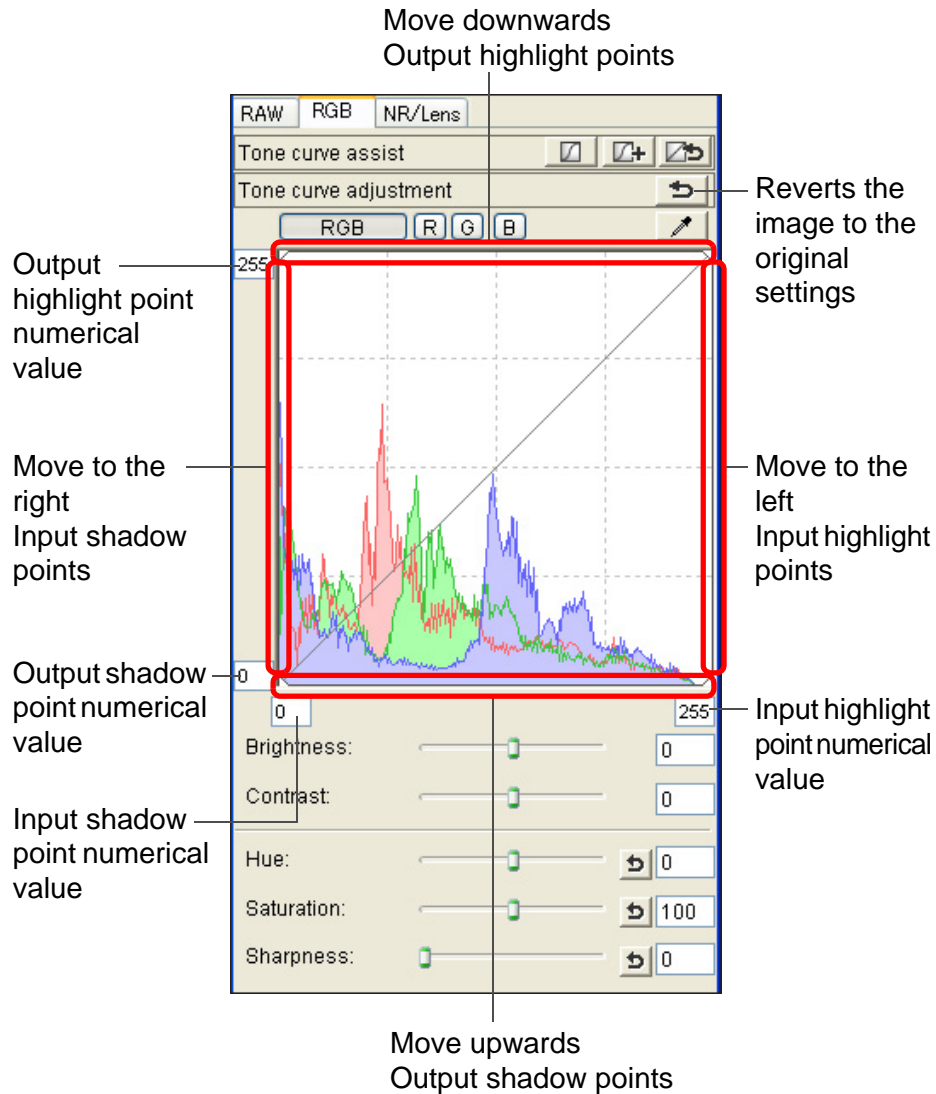 Move downwards
Output highlight points
RAW RGB NR/Lens
Tone curve assist
Tone curve adjustment
RGB R G B
Reverts the
image to the
original
settings
Output
highlight point
numerical
value
255
Move to the
right
Input shadow
points
Move to the
left
Input highlight
points
Output shadow
point numerical
value
0
0
255
Input highlight
point numerical
value
Input shadow
point numerical
value
Brightness: 0
Contrast: 0
Hue: 0
Saturation: 100
Sharpness: 0
Move upwards
Output shadow points